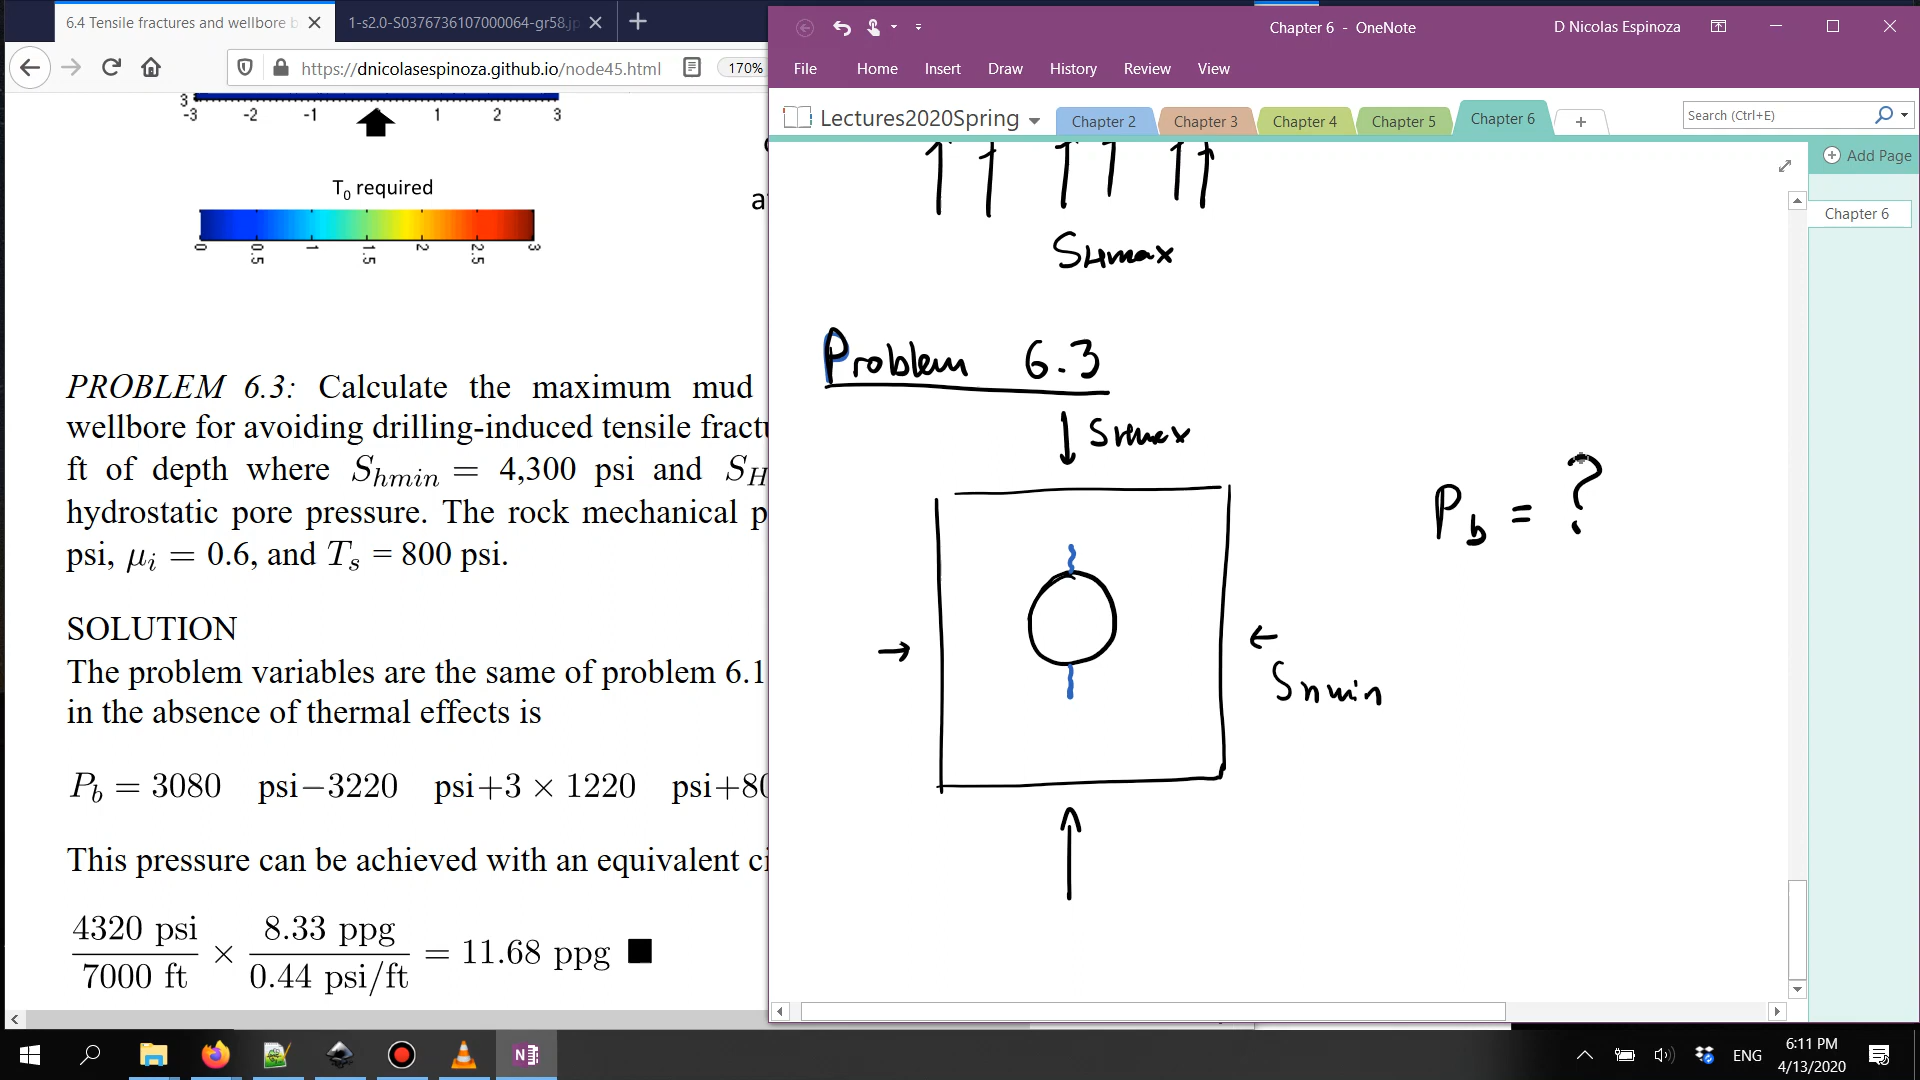 6.4 Tensile fractures and wellbore b
1-s2.0-S0376736107000064-gr58.jp
https://dnicolasespinoza.github.io/node45.html
170%
3
-3 -2 -1 1 2 3
T0 required
0 0.5 1 1.5 2 2.5 3
PROBLEM 6.3: Calculate the maximum mud
wellbore for avoiding drilling-induced tensile fractu
ft of depth where Shmin = 4,300 psi and SH
hydrostatic pore pressure. The rock mechanical p
psi, μi = 0.6, and Ts = 800 psi.
SOLUTION
The problem variables are the same of problem 6.1
in the absence of thermal effects is
Pb = 3080 psi−3220 psi+3 × 1220 psi+80
This pressure can be achieved with an equivalent ci
4320 psi
7000 ft
×
8.33 ppg
0.44 psi/ft
= 11.68 ppg ■
Chapter 6 - OneNote
D Nicolas Espinoza
File Home Insert Draw History Review View
Lectures2020Spring
Chapter 2
Chapter 3
Chapter 4
Chapter 5
Chapter 6
Search (Ctrl+E)
Add Page
Chapter 6
SHmax
Problem 6.3
SHmax
Pb = ?
Shmin
ENG
6:11 PM
4/13/2020